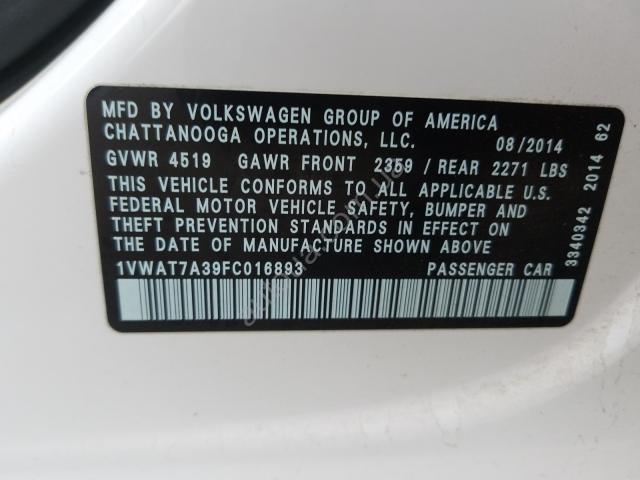 MFD BY VOLKSWAGEN GROUP OF AMERICA
CHATTANOOGA OPERATIONS, LLC. 08/2014
GVWR 4519 GAWR FRONT 2359 / REAR 2271 LBS
THIS VEHICLE CONFORMS TO ALL APPLICABLE U.S.
FEDERAL MOTOR VEHICLE SAFETY, BUMPER AND
THEFT PREVENTION STANDARDS IN EFFECT ON
THE DATE OF MANUFACTURE SHOWN ABOVE
1VWAT7A39FC016893 PASSENGER CAR
3340342 2014 62